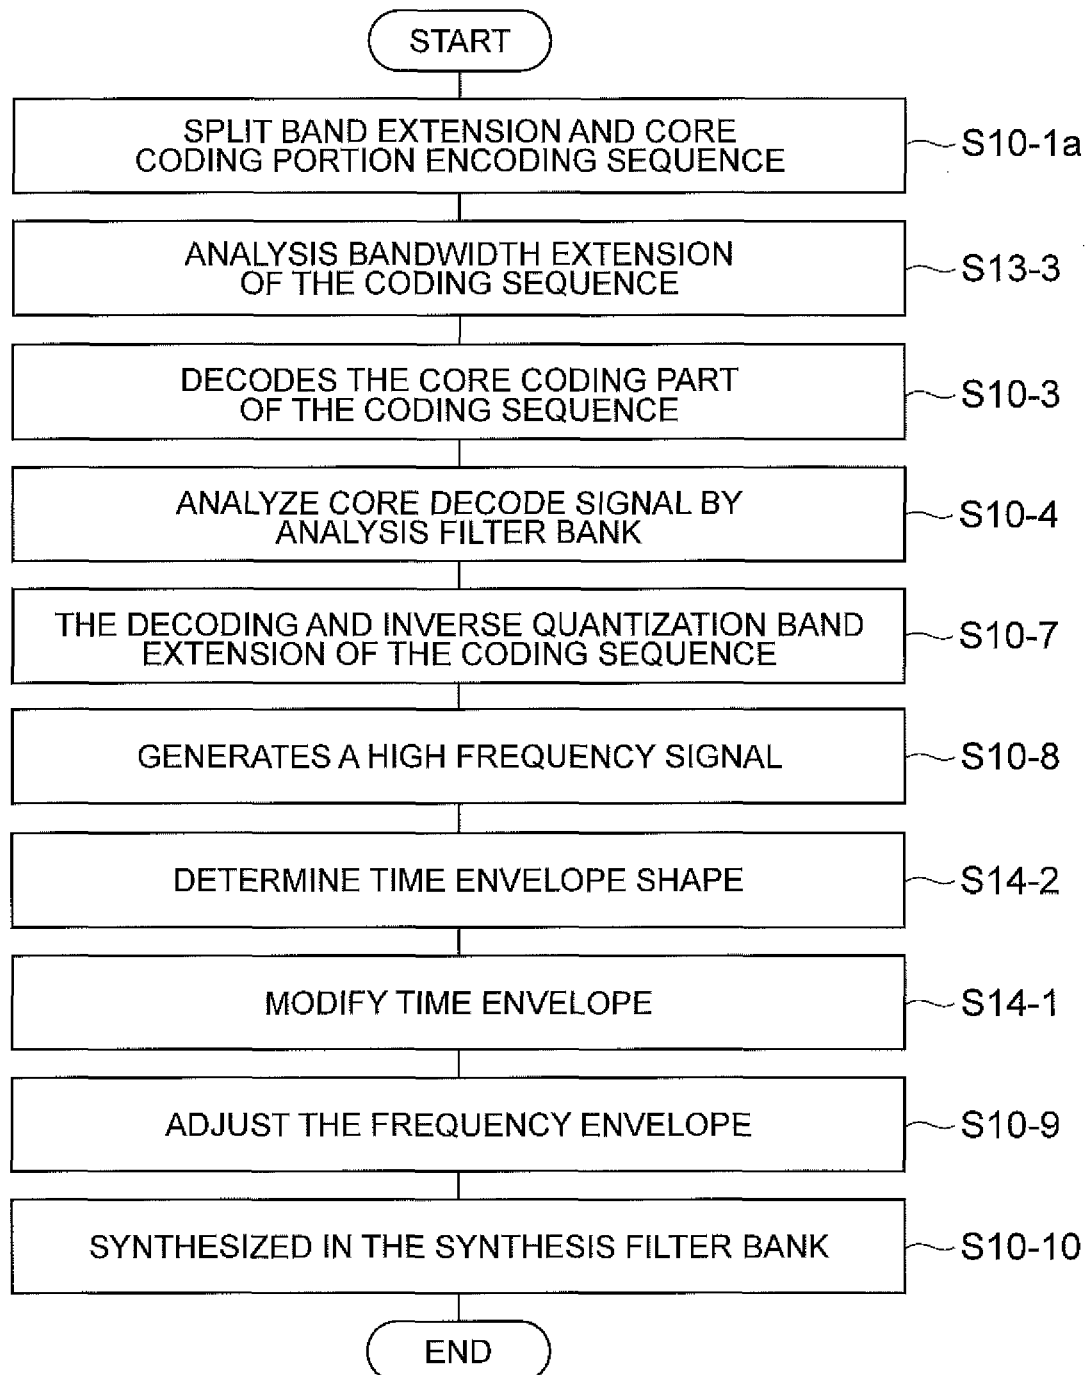 START
SPLIT BAND EXTENSION AND CORE
CODING PORTION ENCODING SEQUENCE
S10-1a
ANALYSIS BANDWIDTH EXTENSION
OF THE CODING SEQUENCE
S13-3
DECODES THE CORE CODING PART
OF THE CODING SEQUENCE
S10-3
ANALYZE CORE DECODE SIGNAL BY
ANALYSIS FILTER BANK
S10-4
THE DECODING AND INVERSE QUANTIZATION BAND
EXTENSION OF THE CODING SEQUENCE
S10-7
GENERATES A HIGH FREQUENCY SIGNAL
S10-8
DETERMINE TIME ENVELOPE SHAPE
S14-2
MODIFY TIME ENVELOPE
S14-1
ADJUST THE FREQUENCY ENVELOPE
S10-9
SYNTHESIZED IN THE SYNTHESIS FILTER BANK
S10-10
END